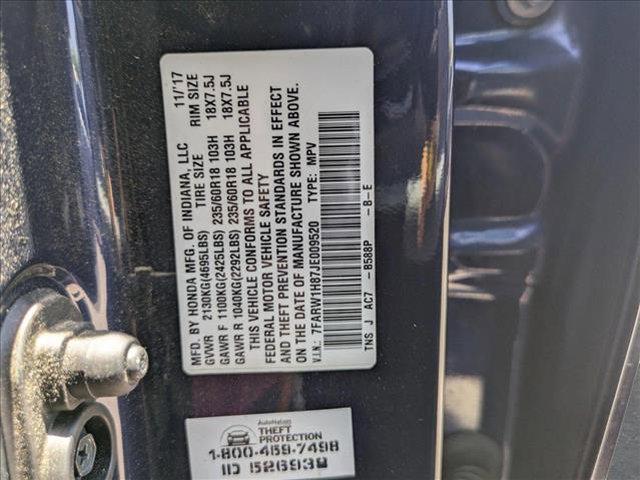 MFD. BY HONDA MFG. OF INDIANA, LLC 11/'17
GVWR 2130KG(4695LBS) TIRE SIZE RIM SIZE
GAWR F 1100KG(2425LBS) 235/60R18 103H 18X7.5J
GAWR R 1040KG(2292LBS) 235/60R18 103H 18X7.5J
THIS VEHICLE CONFORMS TO ALL APPLICABLE
FEDERAL MOTOR VEHICLE SAFETY
AND THEFT PREVENTION STANDARDS IN EFFECT
ON THE DATE OF MANUFACTURE SHOWN ABOVE.
V.I.N.: 7FARW1H87JE009520 TYPE: MPV
TNS J AC7 -B588P -B-E
AutoNation
THEFT
PROTECTION
1-800-459-7498
ID 526939